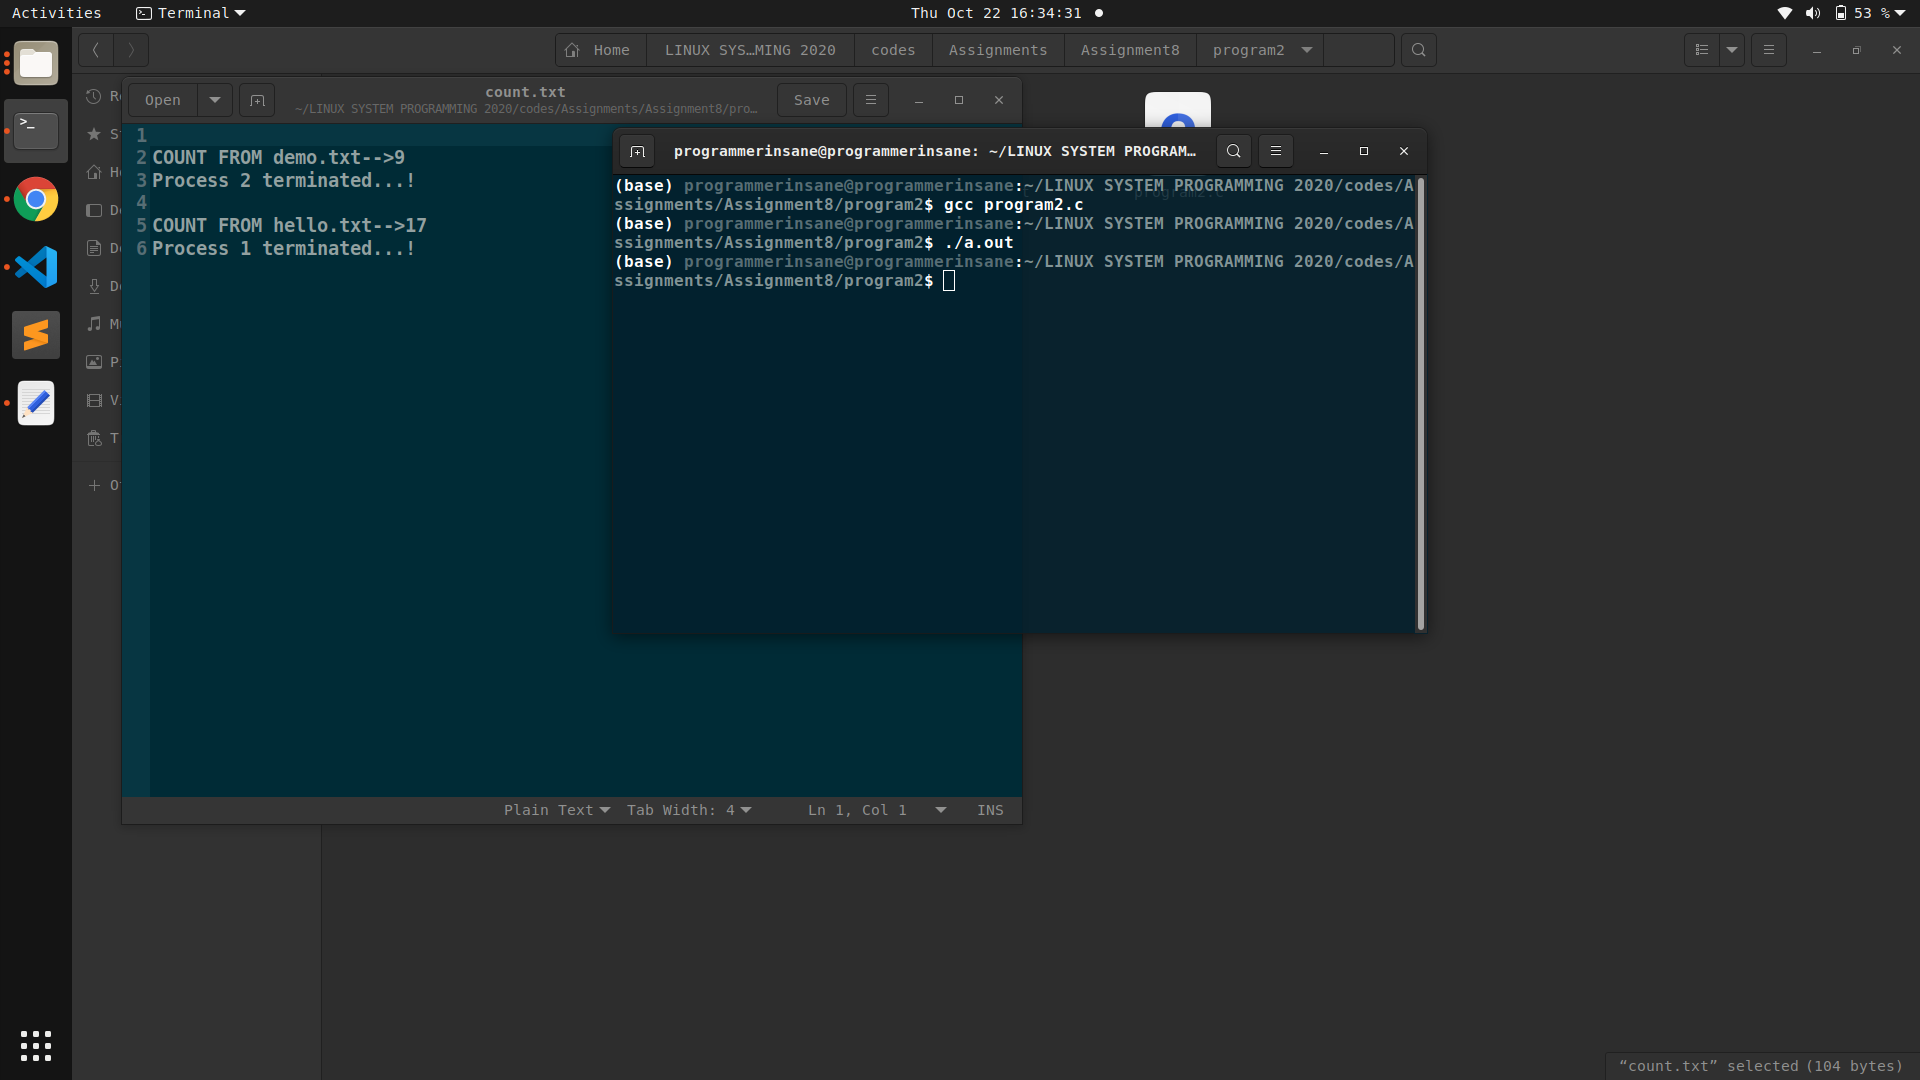 Activities
Terminal
Thu Oct 22 16:34:31
53 %
Home
LINUX SYS…MING 2020
codes
Assignments
Assignment8
program2
Open
count.txt
~/LINUX SYSTEM PROGRAMMING 2020/codes/Assignments/Assignment8/pro…
Save
1
2 COUNT FROM demo.txt-->9
3 Process 2 terminated...!
4
5 COUNT FROM hello.txt-->17
6 Process 1 terminated...!
programmerinsane@programmerinsane: ~/LINUX SYSTEM PROGRAM…
(base) programmerinsane@programmerinsane:~/LINUX SYSTEM PROGRAMMING 2020/codes/A
ssignments/Assignment8/program2$ gcc program2.c
(base) programmerinsane@programmerinsane:~/LINUX SYSTEM PROGRAMMING 2020/codes/A
ssignments/Assignment8/program2$ ./a.out
(base) programmerinsane@programmerinsane:~/LINUX SYSTEM PROGRAMMING 2020/codes/A
ssignments/Assignment8/program2$
program2.c
Plain Text
Tab Width: 4
Ln 1, Col 1
INS
“count.txt” selected (104 bytes)